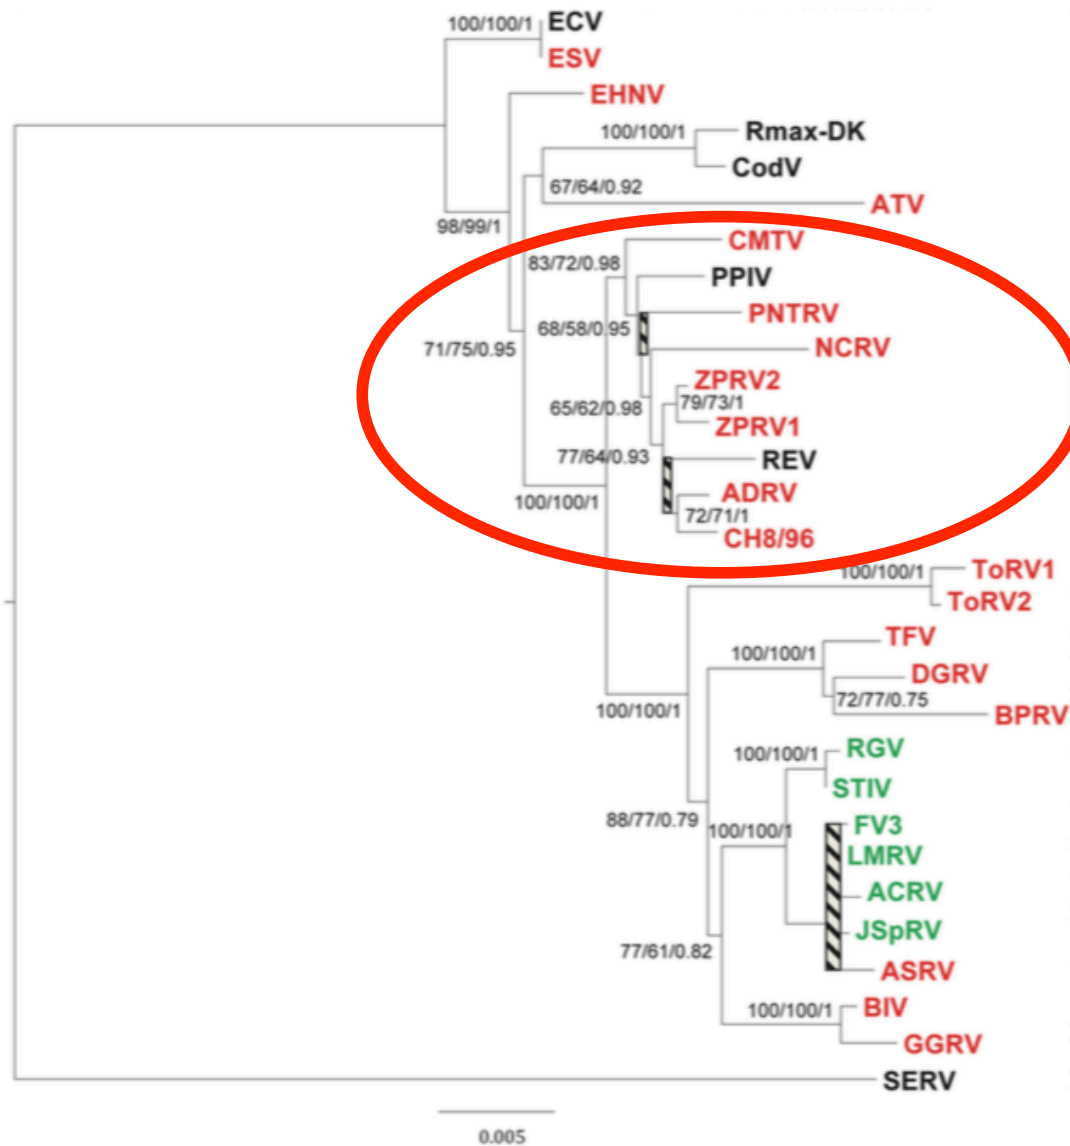 100/100/1 ECV
ESV
EHNV
100/100/1 Rmax-DK
CodV
67/64/0.92
ATV
98/99/1
CMTV
83/72/0.98
PPIV
PNTRV
68/58/0.95
NCRV
71/75/0.95
ZPRV2
79/73/1
65/62/0.98
ZPRV1
77/64/0.93
REV
ADRV
100/100/1
72/71/1
CH8/96
100/100/1 ToRV1
ToRV2
TFV
100/100/1
DGRV
72/77/0.75
100/100/1
BPRV
RGV
100/100/1
STIV
88/77/0.79
FV3
100/100/1
LMRV
ACRV
JSpRV
77/61/0.82
ASRV
100/100/1
BIV
GGRV
SERV
0.005